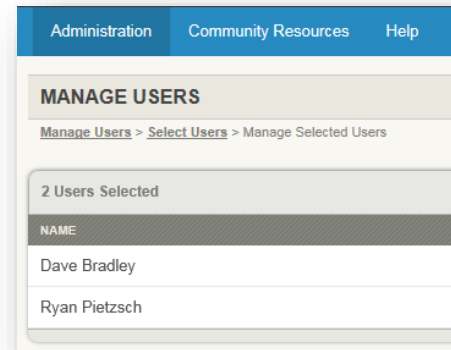 Administration Community Resources Help
MANAGE USERS
Manage Users > Select Users > Manage Selected Users
2 Users Selected
NAME
Dave Bradley
Ryan Pietzsch